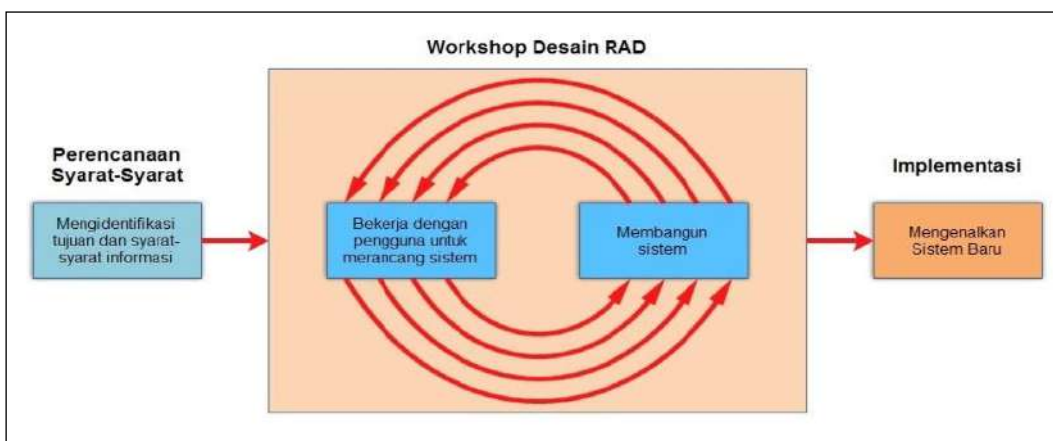 Workshop Desain RAD
Perencanaan
Syarat-Syarat
Mengidentifikasi
tujuan dan syarat-
syarat informasi
Bekerja dengan
pengguna untuk
merancang sistem
Membangun
sistem
Implementasi
Mengenalkan
Sistem Baru